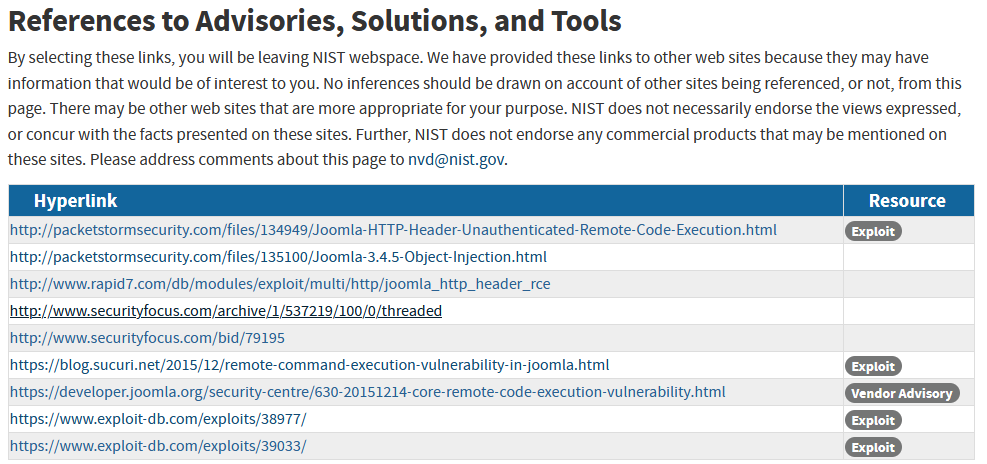 References to Advisories, Solutions, and Tools
By selecting these links, you will be leaving NIST webspace. We have provided these links to other web sites because they may have
information that would be of interest to you. No inferences should be drawn on account of other sites being referenced, or not, from this
page. There may be other web sites that are more appropriate for your purpose. NIST does not necessarily endorse the views expressed,
or concur with the facts presented on these sites. Further, NIST does not endorse any commercial products that may be mentioned on
these sites. Please address comments about this page to nvd@nist.gov.
Hyperlink Resource
http://packetstormsecurity.com/files/134949/Joomla-HTTP-Header-Unauthenticated-Remote-Code-Execution.html Exploit
http://packetstormsecurity.com/files/135100/Joomla-3.4.5-Object-Injection.html
http://www.rapid7.com/db/modules/exploit/multi/http/joomla_http_header_rce
http://www.securityfocus.com/archive/1/537219/100/0/threaded
http://www.securityfocus.com/bid/79195
https://blog.sucuri.net/2015/12/remote-command-execution-vulnerability-in-joomla.html Exploit
https://developer.joomla.org/security-centre/630-20151214-core-remote-code-execution-vulnerability.html Vendor Advisory
https://www.exploit-db.com/exploits/38977/ Exploit
https://www.exploit-db.com/exploits/39033/ Exploit